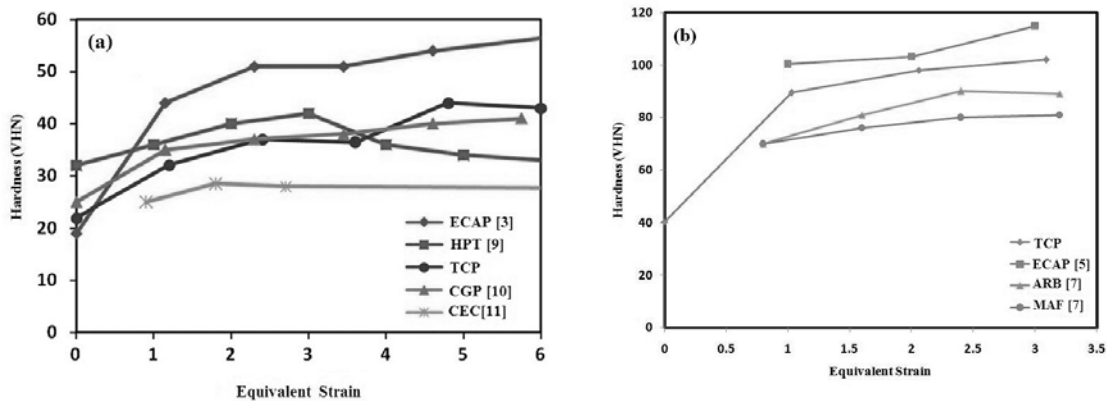 (a)
Hardness (VHN)
60
50
40
30
20
10
0
0 1 2 3 4 5 6
Equivalent Strain
ECAP [3]
HPT [9]
TCP
CGP [10]
CEC[11]
(b)
Hardness (VHN)
120
100
80
60
40
20
0
0 0.5 1 1.5 2 2.5 3 3.5
Equivalent Strain
TCP
ECAP [5]
ARB [7]
MAF [7]